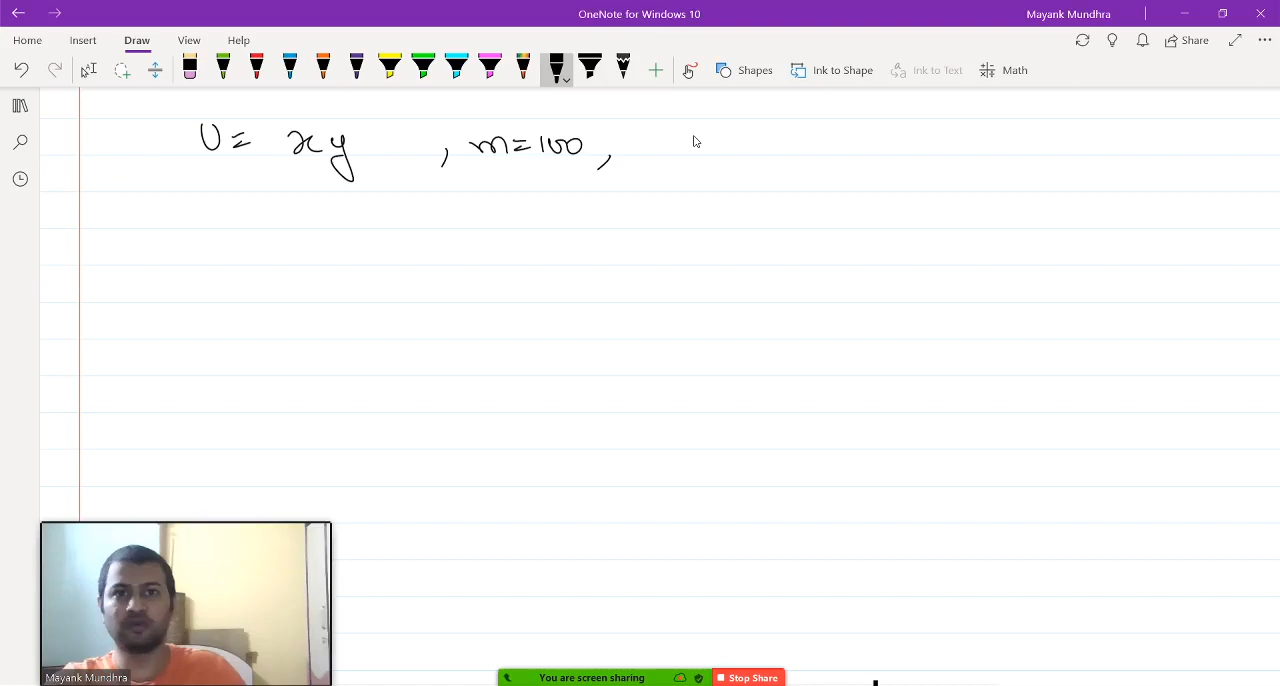 OneNote for Windows 10
Mayank Mundhra
Home Insert Draw View Help
Share
Shapes Ink to Shape Ink to Text Math
U = xy , m=100,
Mayank Mundhra
You are screen sharing Stop Share